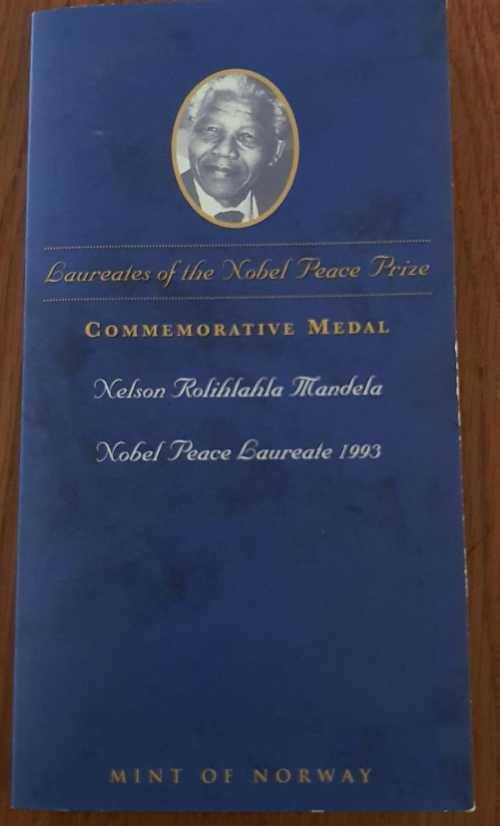 Laureates of the Nobel Peace Prize
COMMEMORATIVE MEDAL
Nelson Rolihlahla Mandela
Nobel Peace Laureate 1993
MINT OF NORWAY